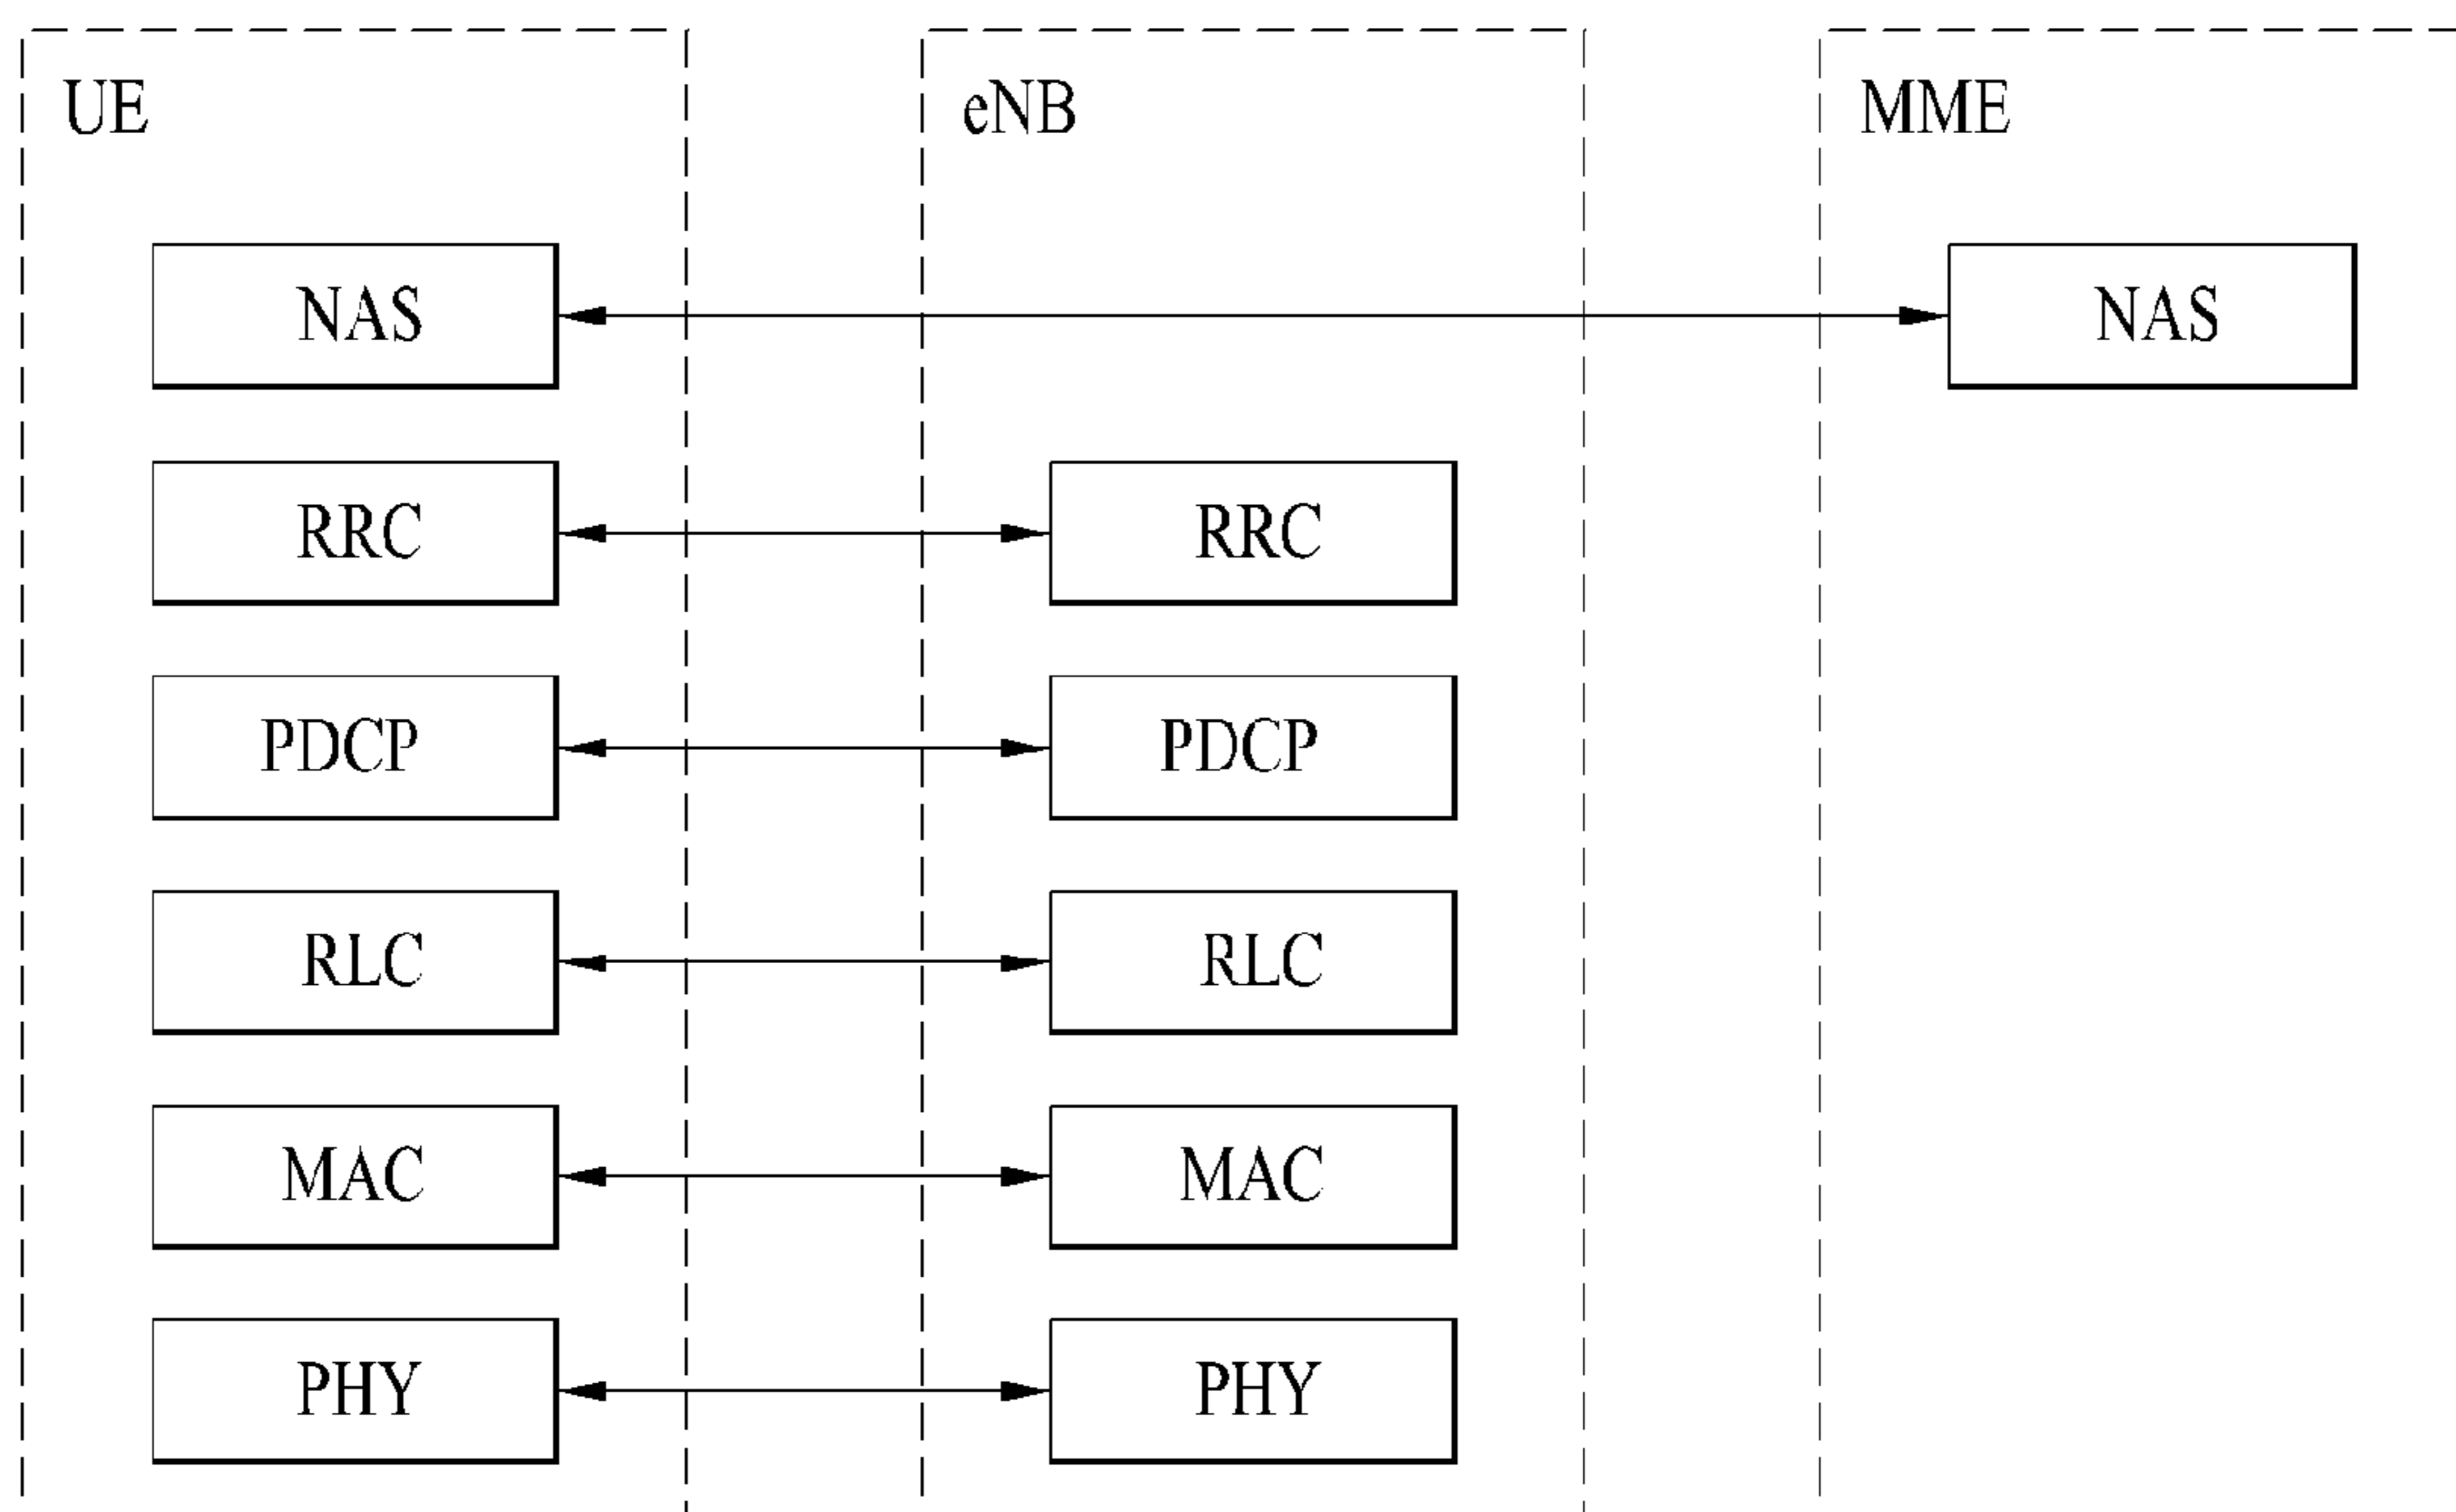 UE eNB MME
NAS NAS
RRC RRC
PDCP PDCP
RLC RLC
MAC MAC
PHY PHY